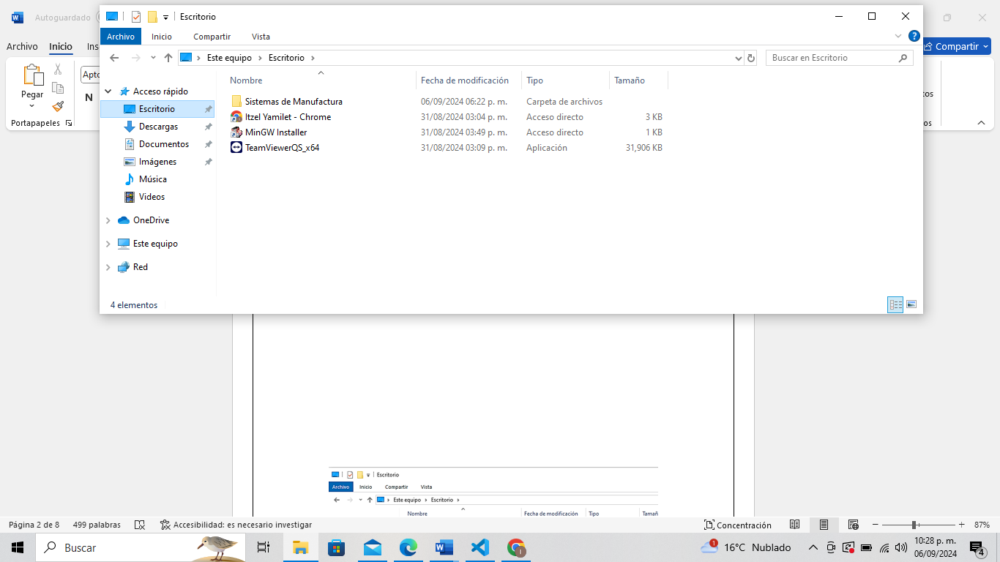 Autoguardado
Escritorio
Archivo Inicio Compartir Vista
Archivo Inicio Ins
Compartir
Este equipo Escritorio
Buscar en Escritorio
Pegar
N
Portapapeles
Nombre Fecha de modificación Tipo Tamaño
Acceso rápido
Escritorio
Descargas
Documentos
Imágenes
Música
Videos
OneDrive
Este equipo
Red
Sistemas de Manufactura 06/09/2024 06:22 p. m. Carpeta de archivos
Itzel Yamilet - Chrome 31/08/2024 03:04 p. m. Acceso directo 3 KB
MinGW Installer 31/08/2024 03:49 p. m. Acceso directo 1 KB
TeamViewerQS_x64 31/08/2024 03:09 p. m. Aplicación 31,906 KB
4 elementos
Escritorio
Archivo Inicio Compartir Vista
Este equipo Escritorio
Nombre Fecha de modificación Tipo Tamañ
Página 2 de 8 499 palabras Accesibilidad: es necesario investigar Concentración 87%
Buscar
16°C Nublado
10:28 p. m.
06/09/2024
4